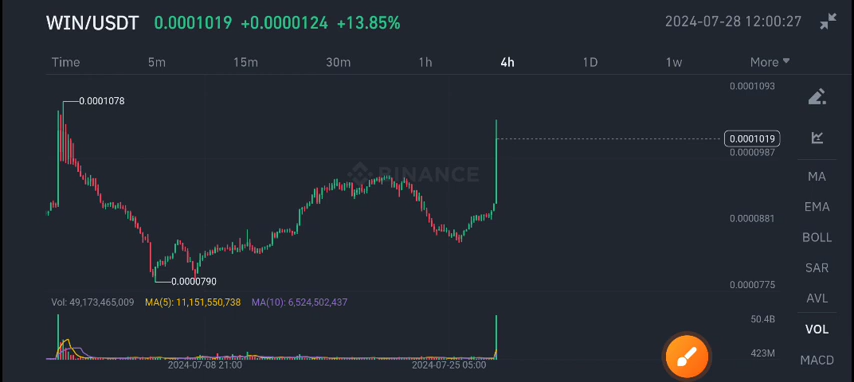 WIN/USDT 0.0001019 +0.0000124 +13.85% 2024-07-28 12:00:27
Time 5m 15m 30m 1h 4h 1D 1w More
0.0001093
0.0001078
0.0001019
0.0000987
BINANCE
MA
EMA
0.0000881
BOLL
SAR
0.0000790
0.0000775
AVL
Vol: 49,173,465,009 MA(5): 11,151,550,738 MA(10): 6,524,502,437
50.4B
VOL
423M
MACD
2024-07-08 21:00 2024-07-25 05:00